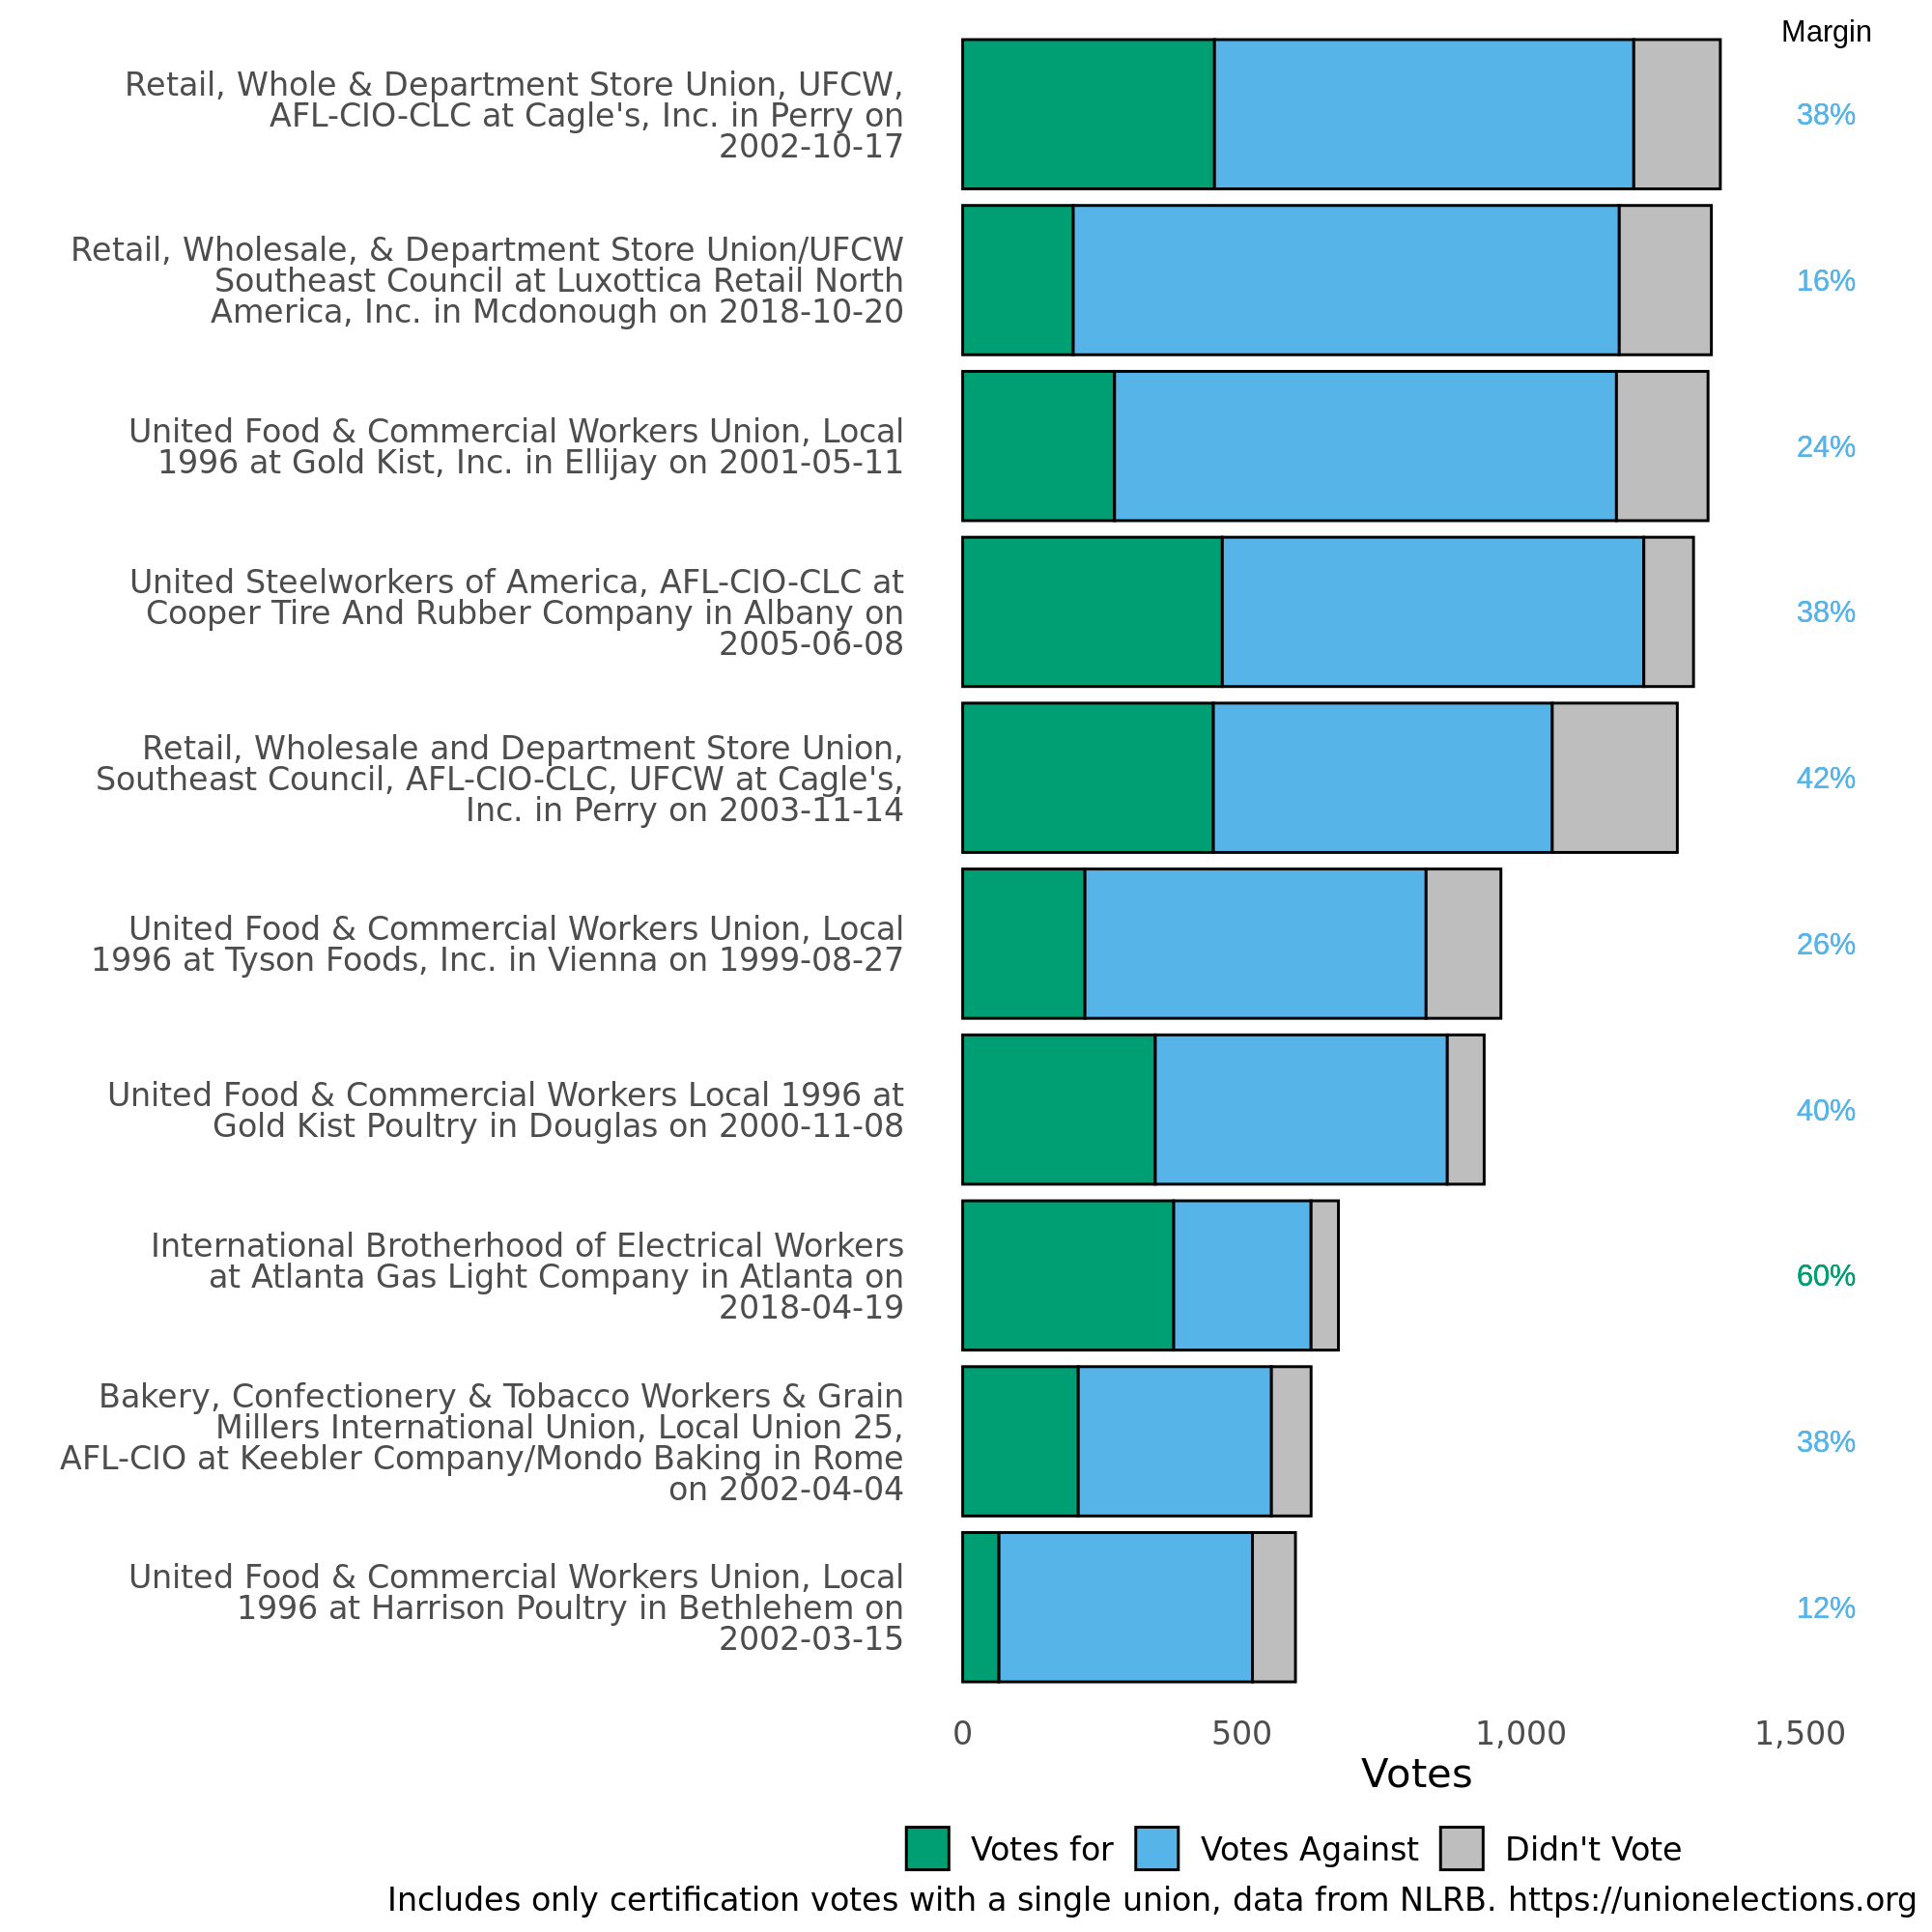 Margin
Retail, Whole & Department Store Union, UFCW,
AFL-CIO-CLC at Cagle's, Inc. in Perry on
2002-10-17
38%
Retail, Wholesale, & Department Store Union/UFCW
Southeast Council at Luxottica Retail North
America, Inc. in Mcdonough on 2018-10-20
16%
United Food & Commercial Workers Union, Local
1996 at Gold Kist, Inc. in Ellijay on 2001-05-11
24%
United Steelworkers of America, AFL-CIO-CLC at
Cooper Tire And Rubber Company in Albany on
2005-06-08
38%
Retail, Wholesale and Department Store Union,
Southeast Council, AFL-CIO-CLC, UFCW at Cagle's,
Inc. in Perry on 2003-11-14
42%
United Food & Commercial Workers Union, Local
1996 at Tyson Foods, Inc. in Vienna on 1999-08-27
26%
United Food & Commercial Workers Local 1996 at
Gold Kist Poultry in Douglas on 2000-11-08
40%
International Brotherhood of Electrical Workers
at Atlanta Gas Light Company in Atlanta on
2018-04-19
60%
Bakery, Confectionery & Tobacco Workers & Grain
Millers International Union, Local Union 25,
AFL-CIO at Keebler Company/Mondo Baking in Rome
on 2002-04-04
38%
United Food & Commercial Workers Union, Local
1996 at Harrison Poultry in Bethlehem on
2002-03-15
12%
0 500 1,000 1,500
Votes
Votes for Votes Against Didn't Vote
Includes only certification votes with a single union, data from NLRB. https://unionelections.org